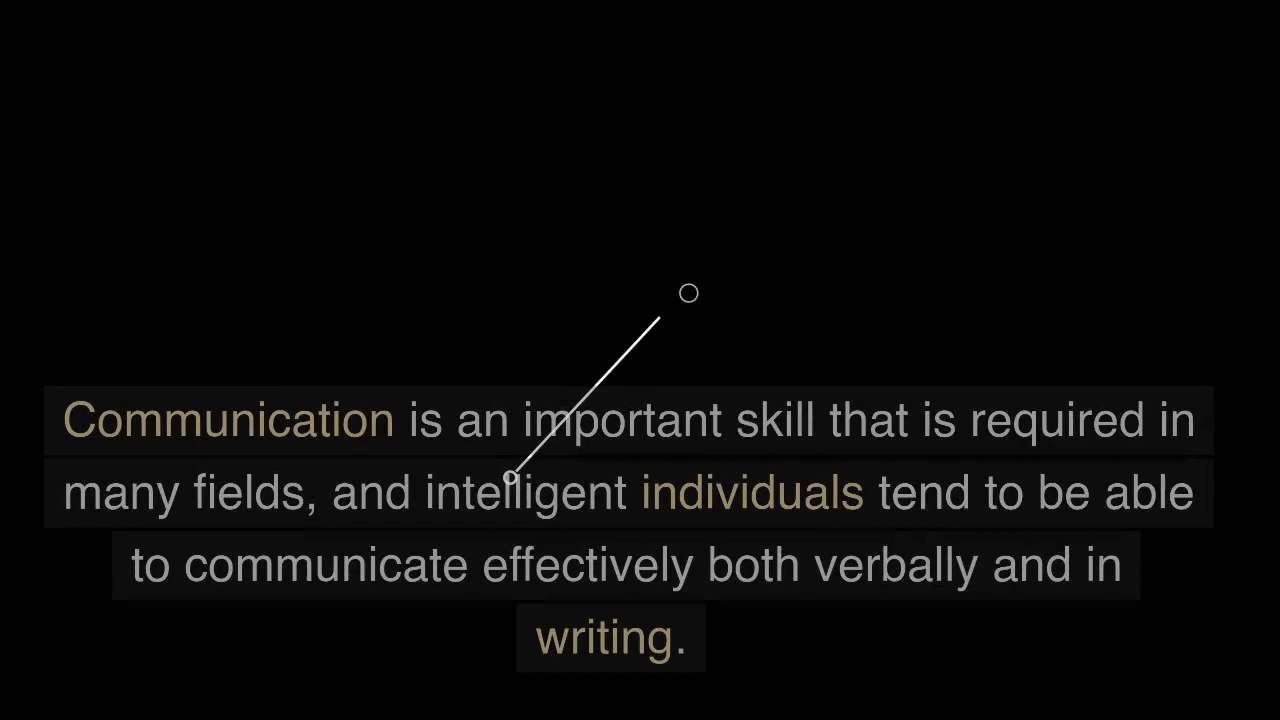 Communication is an important skill that is required in
many fields, and intelligent individuals tend to be able
to communicate effectively both verbally and in
writing.